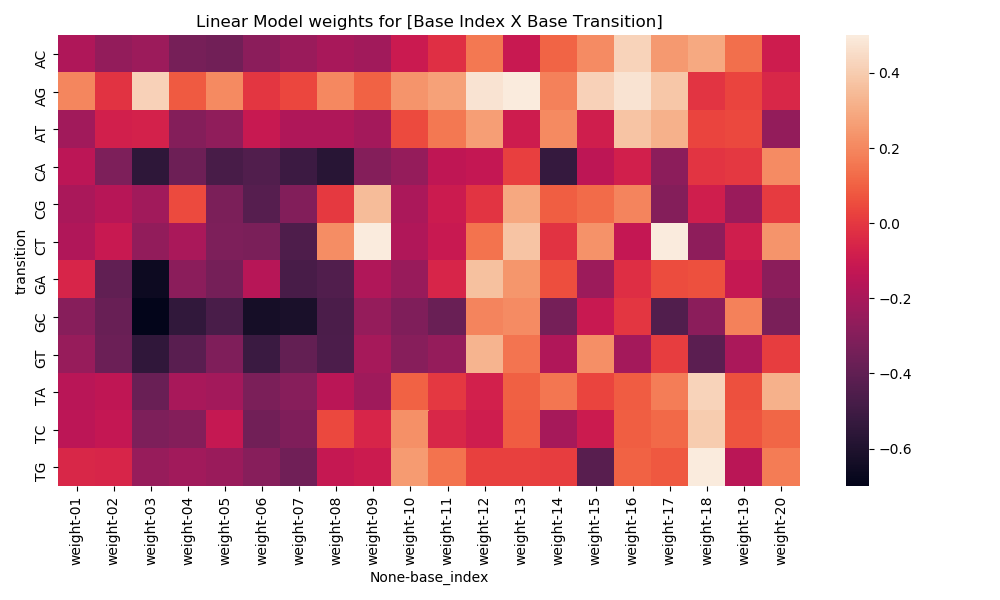 Linear Model weights for [Base Index X Base Transition]
transition
AC
AG
AT
CA
CG
CT
GA
GC
GT
TA
TC
TG
weight-01
weight-02
weight-03
weight-04
weight-05
weight-06
weight-07
weight-08
weight-09
weight-10
weight-11
weight-12
weight-13
weight-14
weight-15
weight-16
weight-17
weight-18
weight-19
weight-20
None-base_index
0.4
0.2
0.0
−0.2
−0.4
−0.6